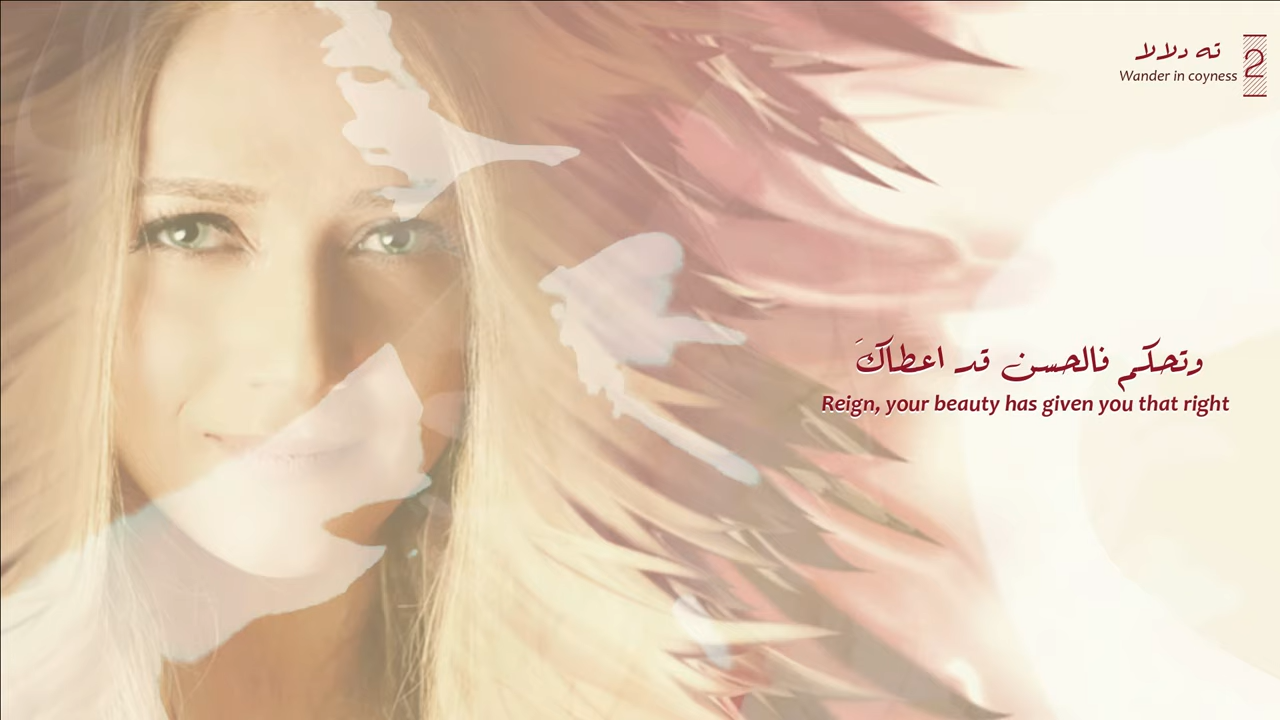 ته دلالا
Wander in coyness
2
وتحكم فالحسن قد اعطاكَ
Reign, your beauty has given you that right